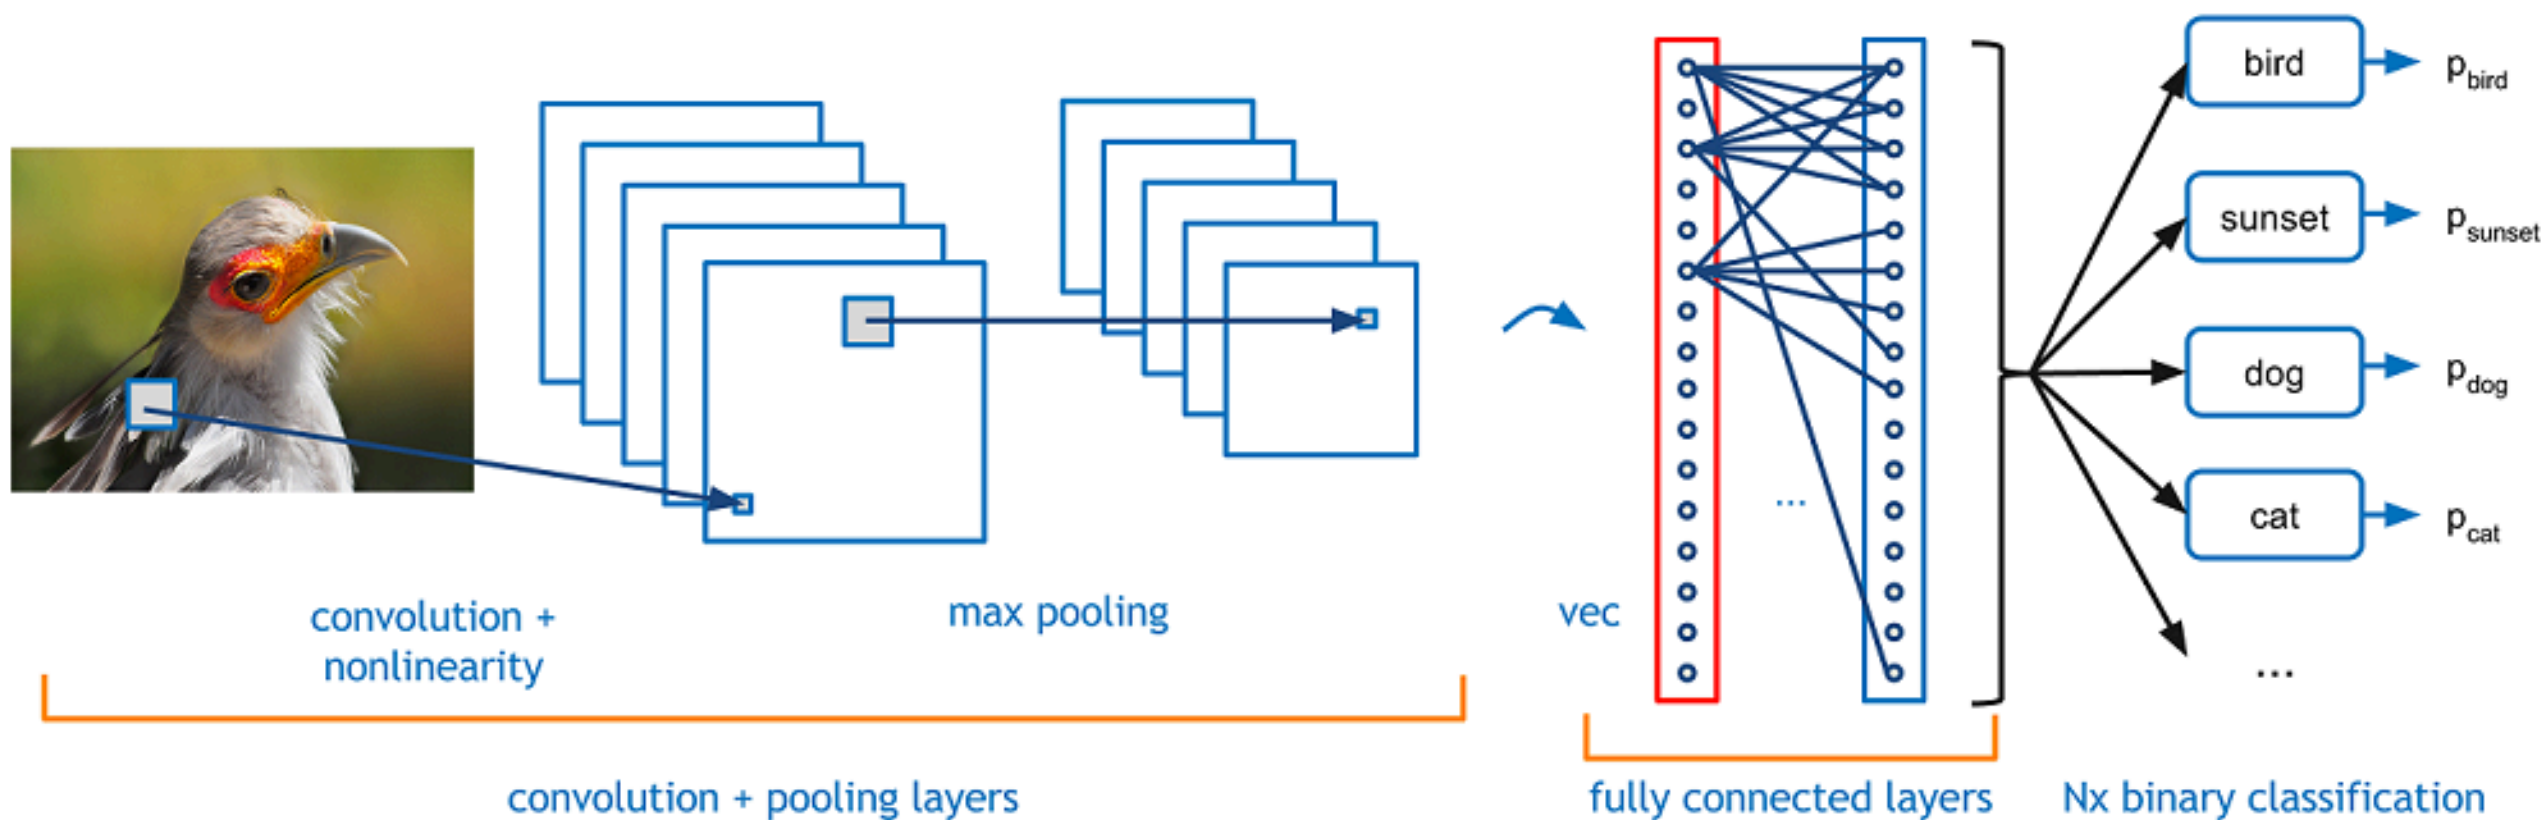 bird
p_bird
sunset
p_sunset
dog
p_dog
cat
p_cat
...
...
convolution +
nonlinearity
max pooling
vec
convolution + pooling layers
fully connected layers
Nx binary classification